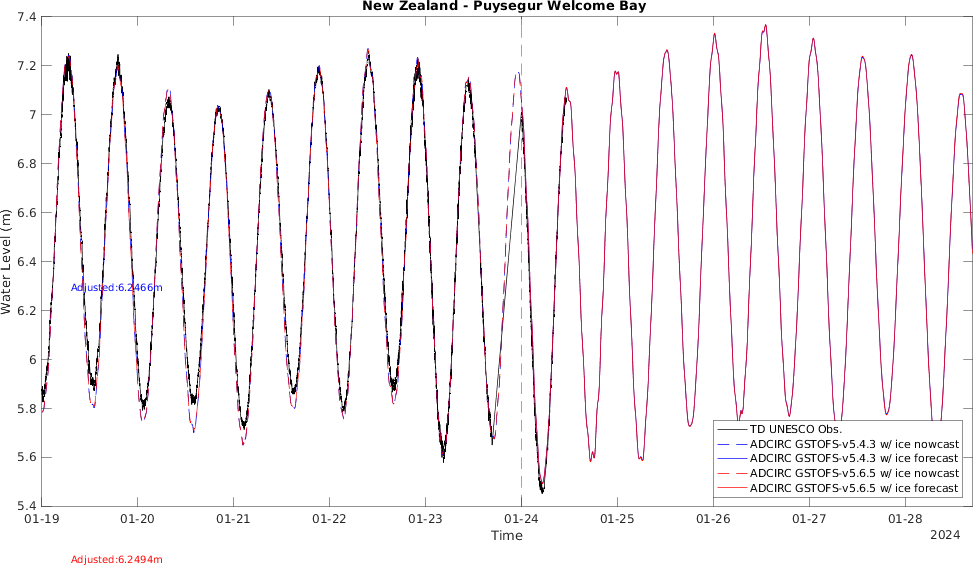 New Zealand - Puysegur Welcome Bay
7.4
7.2
7
6.8
6.6
6.4
6.2
6
5.8
5.6
5.4
Water Level (m)
Adjusted:6.2466m
TD UNESCO Obs.
ADCIRC GSTOFS-v5.4.3 w/ ice nowcast
ADCIRC GSTOFS-v5.4.3 w/ ice forecast
ADCIRC GSTOFS-v5.6.5 w/ ice nowcast
ADCIRC GSTOFS-v5.6.5 w/ ice forecast
01-19 01-20 01-21 01-22 01-23 01-24 01-25 01-26 01-27 01-28
Time
2024
Adjusted:6.2494m